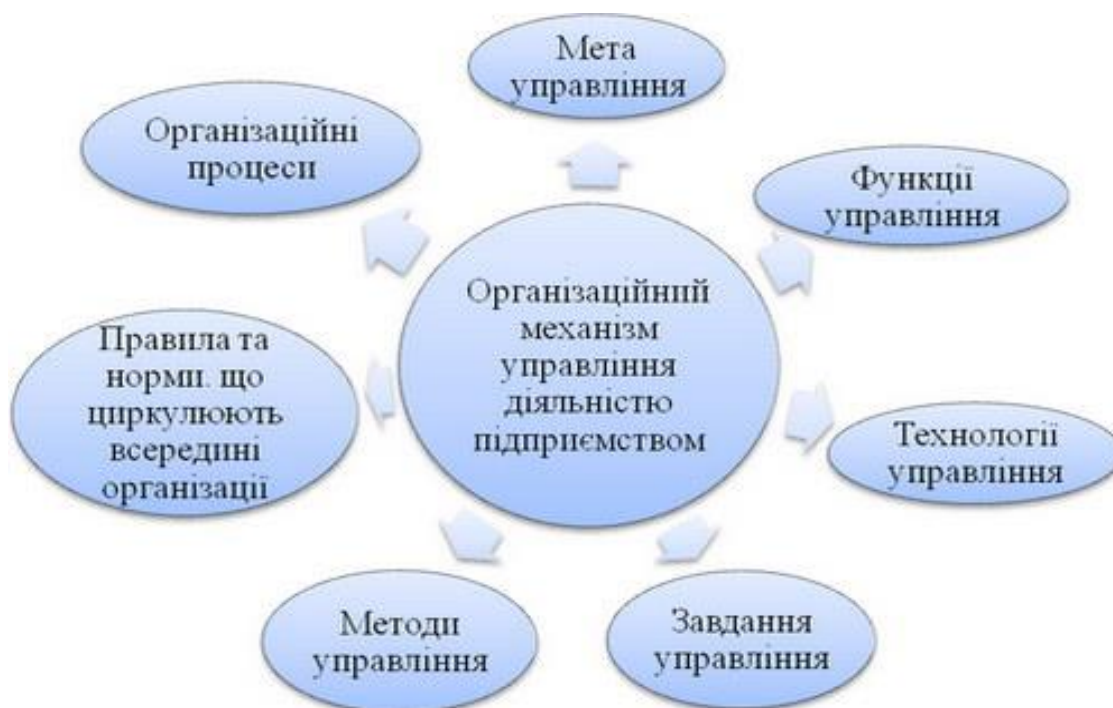 Мета
управління
Організаційні
процеси
Функції
управління
Організаційний
механізм
управління
діяльністю
підприємством
Правила та
норми. що
циркулюють
всередині
організації
Технології
управління
Методи
управління
Завдання
управління